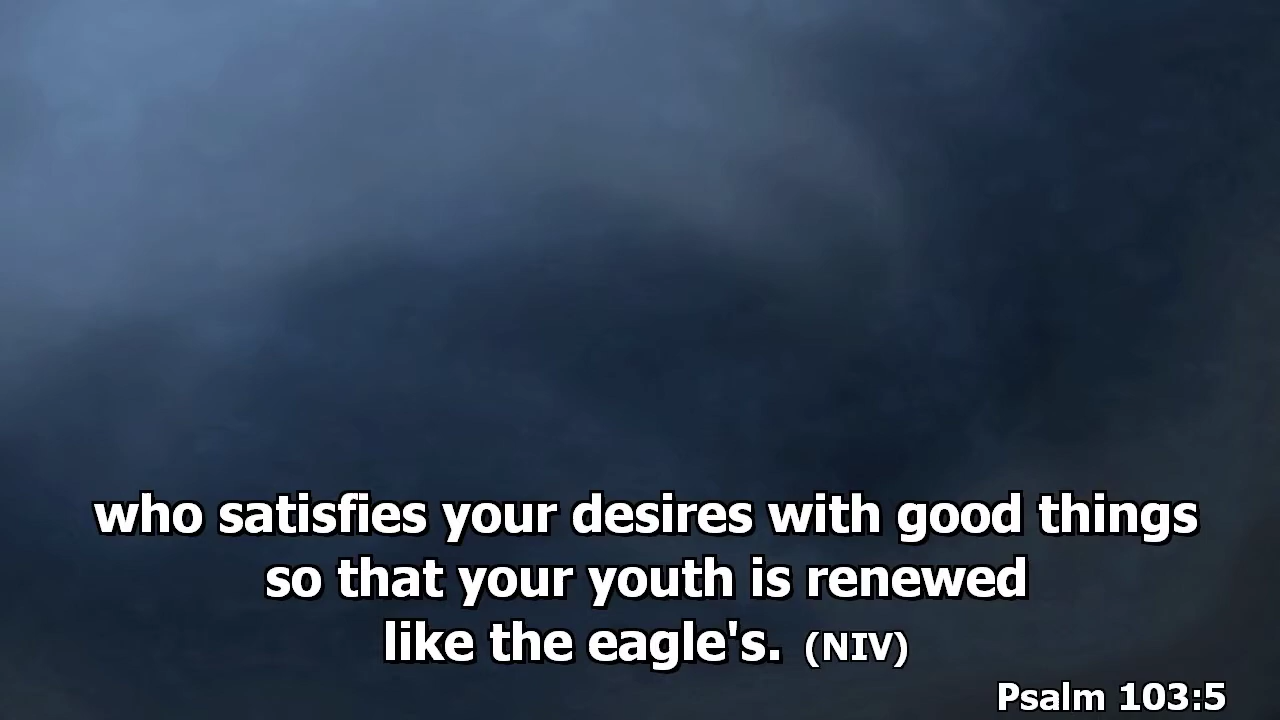 who satisfies your desires with good things
so that your youth is renewed
like the eagle's. (NIV)
Psalm 103:5